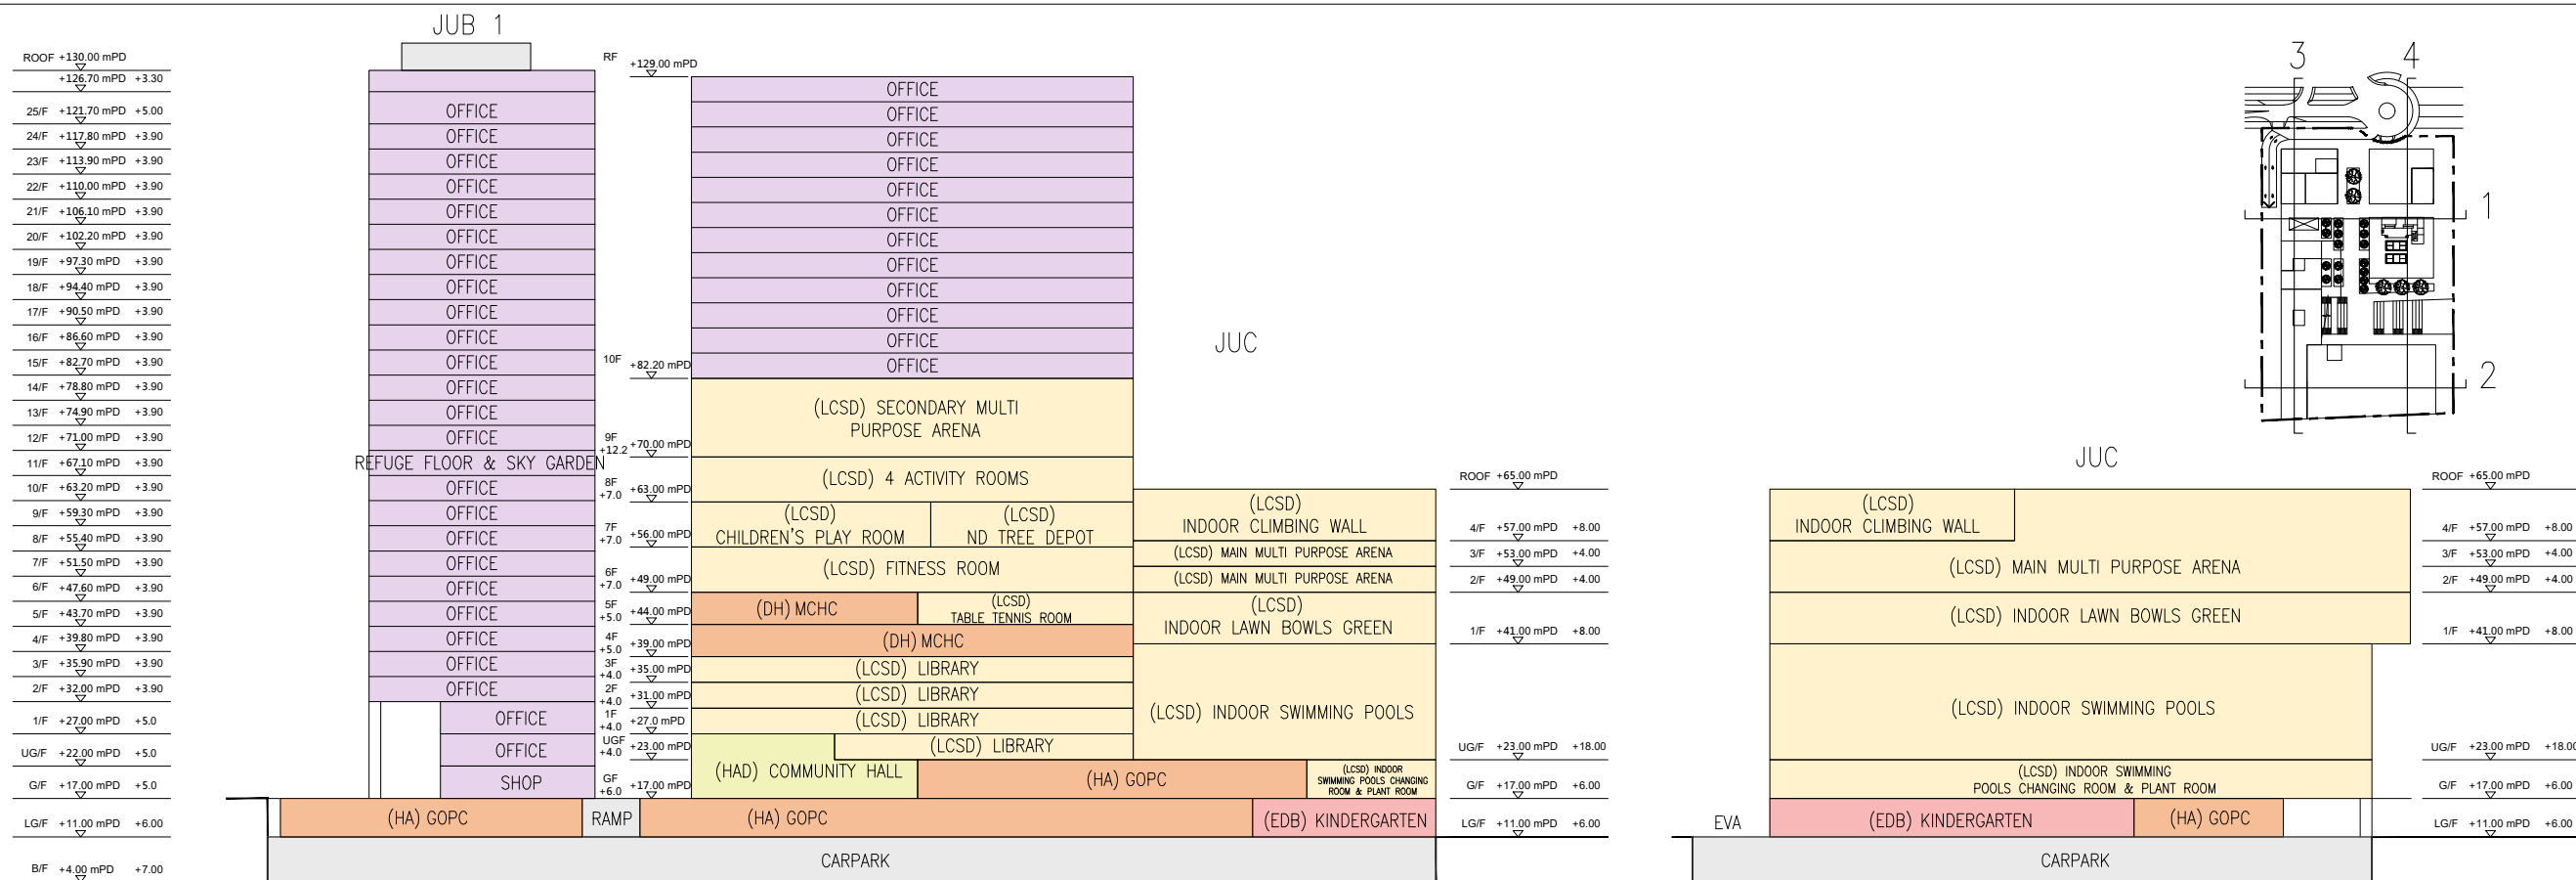 JUB 1
ROOF +130.00 mPD
+126.70 mPD +3.30
25/F +121.70 mPD +5.00
24/F +117.80 mPD +3.90
23/F +113.90 mPD +3.90
22/F +110.00 mPD +3.90
21/F +106.10 mPD +3.90
20/F +102.20 mPD +3.90
19/F +97.30 mPD +3.90
18/F +94.40 mPD +3.90
17/F +90.50 mPD +3.90
16/F +86.60 mPD +3.90
15/F +82.70 mPD +3.90
14/F +78.80 mPD +3.90
13/F +74.90 mPD +3.90
12/F +71.00 mPD +3.90
11/F +67.10 mPD +3.90
10/F +63.20 mPD +3.90
9/F +59.30 mPD +3.90
8/F +55.40 mPD +3.90
7/F +51.50 mPD +3.90
6/F +47.60 mPD +3.90
5/F +43.70 mPD +3.90
4/F +39.80 mPD +3.90
3/F +35.90 mPD +3.90
2/F +32.00 mPD +3.90
1/F +27.00 mPD +5.0
UG/F +22.00 mPD +5.0
G/F +17.00 mPD +5.0
LG/F +11.00 mPD +6.00
B/F +4.00 mPD +7.00
OFFICE
OFFICE
OFFICE
OFFICE
OFFICE
OFFICE
OFFICE
OFFICE
OFFICE
OFFICE
OFFICE
OFFICE
OFFICE
OFFICE
REFUGE FLOOR & SKY GARDEN
OFFICE
OFFICE
OFFICE
OFFICE
OFFICE
OFFICE
OFFICE
OFFICE
OFFICE
OFFICE
OFFICE
SHOP
(HA) GOPC
RAMP
RF
+129.00 mPD
10F
+82.20 mPD
9F
+12.2
+70.00 mPD
8F
+7.0
+63.00 mPD
7F
+7.0
+56.00 mPD
6F
+7.0
+49.00 mPD
5F
+5.0
+44.00 mPD
4F
+5.0
+39.00 mPD
3F
+4.0
+35.00 mPD
2F
+4.0
+31.00 mPD
1F
+4.0
+27.0 mPD
UGF
+4.0
+23.00 mPD
GF
+6.0
+17.00 mPD
OFFICE
OFFICE
OFFICE
OFFICE
OFFICE
OFFICE
OFFICE
OFFICE
OFFICE
OFFICE
OFFICE
OFFICE
(LCSD) SECONDARY MULTI
PURPOSE ARENA
(LCSD) 4 ACTIVITY ROOMS
(LCSD)
CHILDREN'S PLAY ROOM
(LCSD)
ND TREE DEPOT
(LCSD) FITNESS ROOM
(DH) MCHC
(LCSD)
TABLE TENNIS ROOM
(DH) MCHC
(LCSD) LIBRARY
(LCSD) LIBRARY
(LCSD) LIBRARY
(LCSD) LIBRARY
(HAD) COMMUNITY HALL
(HA) GOPC
(HA) GOPC
CARPARK
JUC
(LCSD)
INDOOR CLIMBING WALL
(LCSD) MAIN MULTI PURPOSE ARENA
(LCSD) MAIN MULTI PURPOSE ARENA
(LCSD)
INDOOR LAWN BOWLS GREEN
(LCSD) INDOOR SWIMMING POOLS
(LCSD) INDOOR
SWIMMING POOLS CHANGING
ROOM & PLANT ROOM
(EDB) KINDERGARTEN
ROOF +65.00 mPD
4/F +57.00 mPD +8.00
3/F +53.00 mPD +4.00
2/F +49.00 mPD +4.00
1/F +41.00 mPD +8.00
UG/F +23.00 mPD +18.00
G/F +17.00 mPD +6.00
LG/F +11.00 mPD +6.00
3
4
1
2
JUC
(LCSD)
INDOOR CLIMBING WALL
(LCSD) MAIN MULTI PURPOSE ARENA
(LCSD) INDOOR LAWN BOWLS GREEN
(LCSD) INDOOR SWIMMING POOLS
(LCSD) INDOOR SWIMMING
POOLS CHANGING ROOM & PLANT ROOM
EVA
(EDB) KINDERGARTEN
(HA) GOPC
CARPARK
ROOF +65.00 mPD
4/F +57.00 mPD +8.00
3/F +53.00 mPD +4.00
2/F +49.00 mPD +4.00
1/F +41.00 mPD +8.00
UG/F +23.00 mPD +18.00
G/F +17.00 mPD +6.00
LG/F +11.00 mPD +6.00